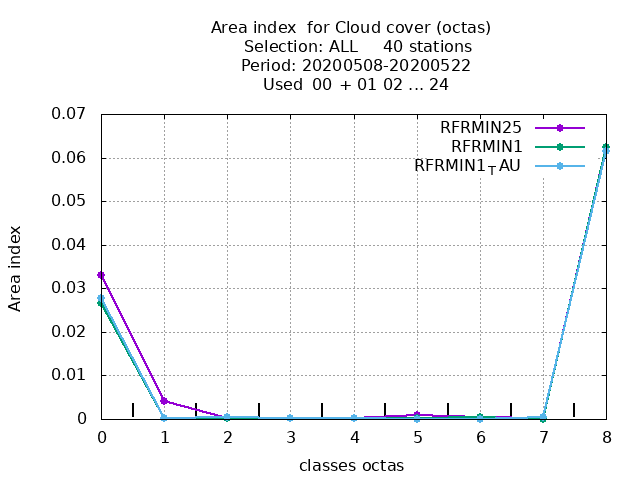 Area index  for Cloud cover (octas)
Selection: ALL     40 stations
Period: 20200508-20200522
Used  00 + 01 02 ... 24
0.07
0.06
0.05
0.04
0.03
0.02
0.01
0
RFRMIN25
RFRMIN1
RFRMIN1TAU
Area index
0 1 2 3 4 5 6 7 8
classes octas